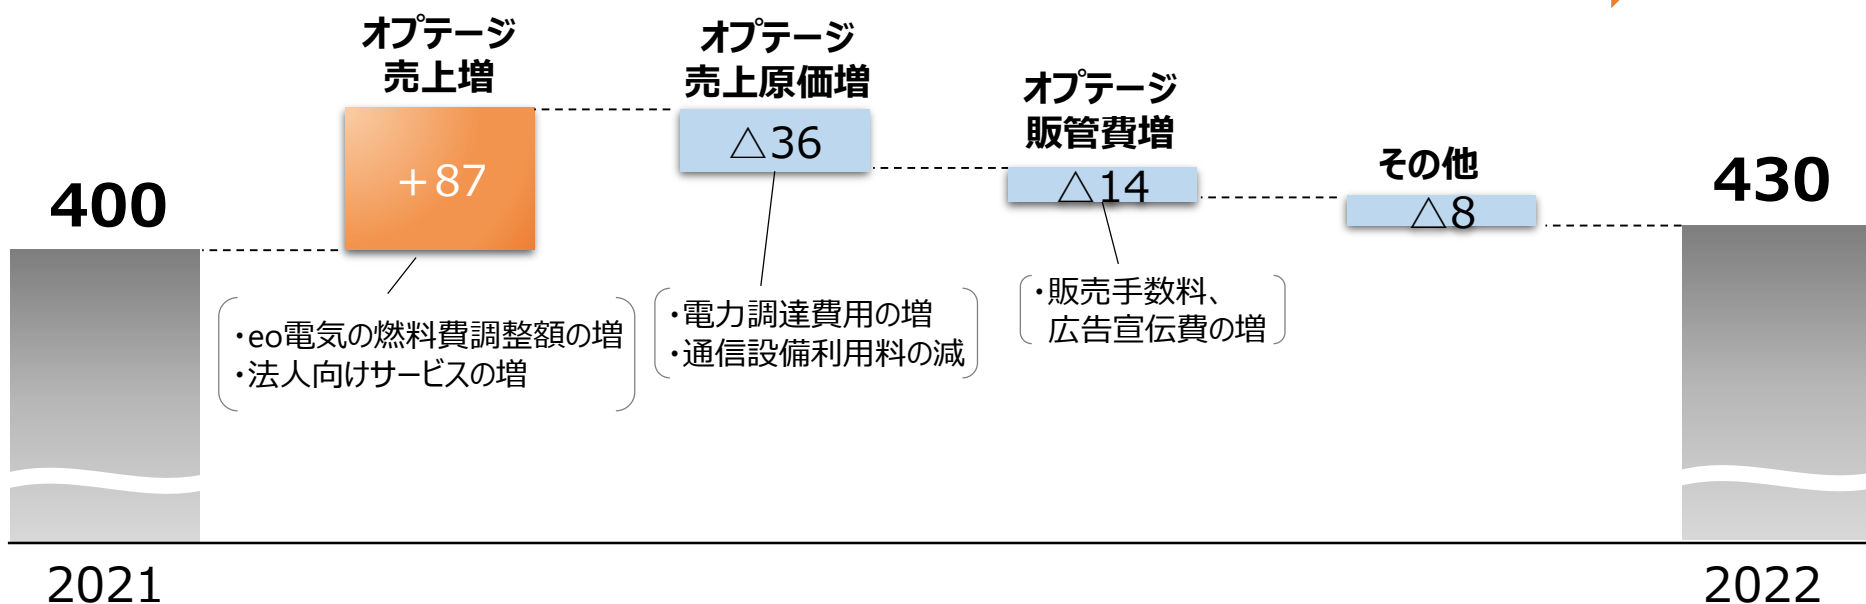 オプテージ
売上増
オプテージ
売上原価増
オプテージ
販管費増
その他
400
+87
△36
△14
△8
430
・eo電気の燃料費調整額の増
・法人向けサービスの増
・電力調達費用の増
・通信設備利用料の減
・販売手数料、
広告宣伝費の増
2021
2022